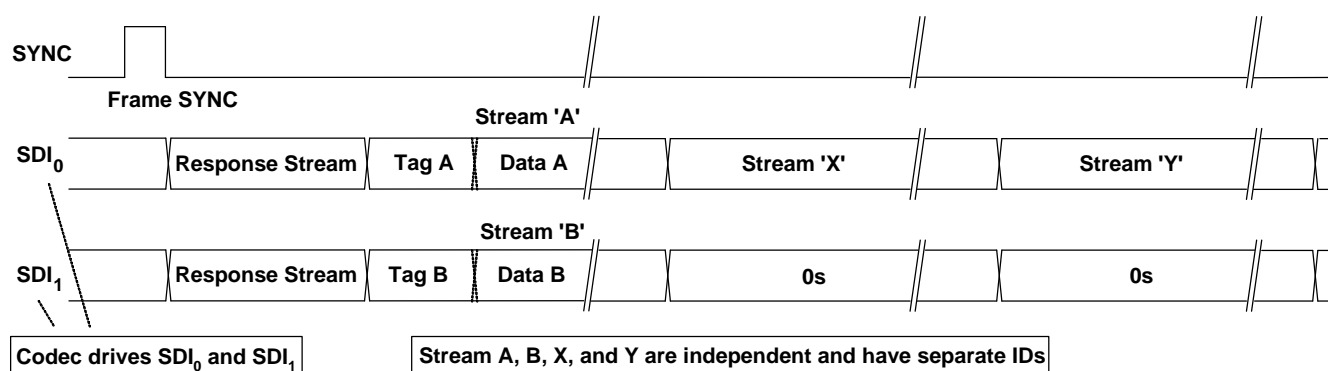 SYNC
Frame SYNC
Stream 'A'
SDI0 Response Stream Tag A Data A Stream 'X' Stream 'Y'
Stream 'B'
SDI1 Response Stream Tag B Data B 0s 0s
Codec drives SDI0 and SDI1
Stream A, B, X, and Y are independent and have separate IDs